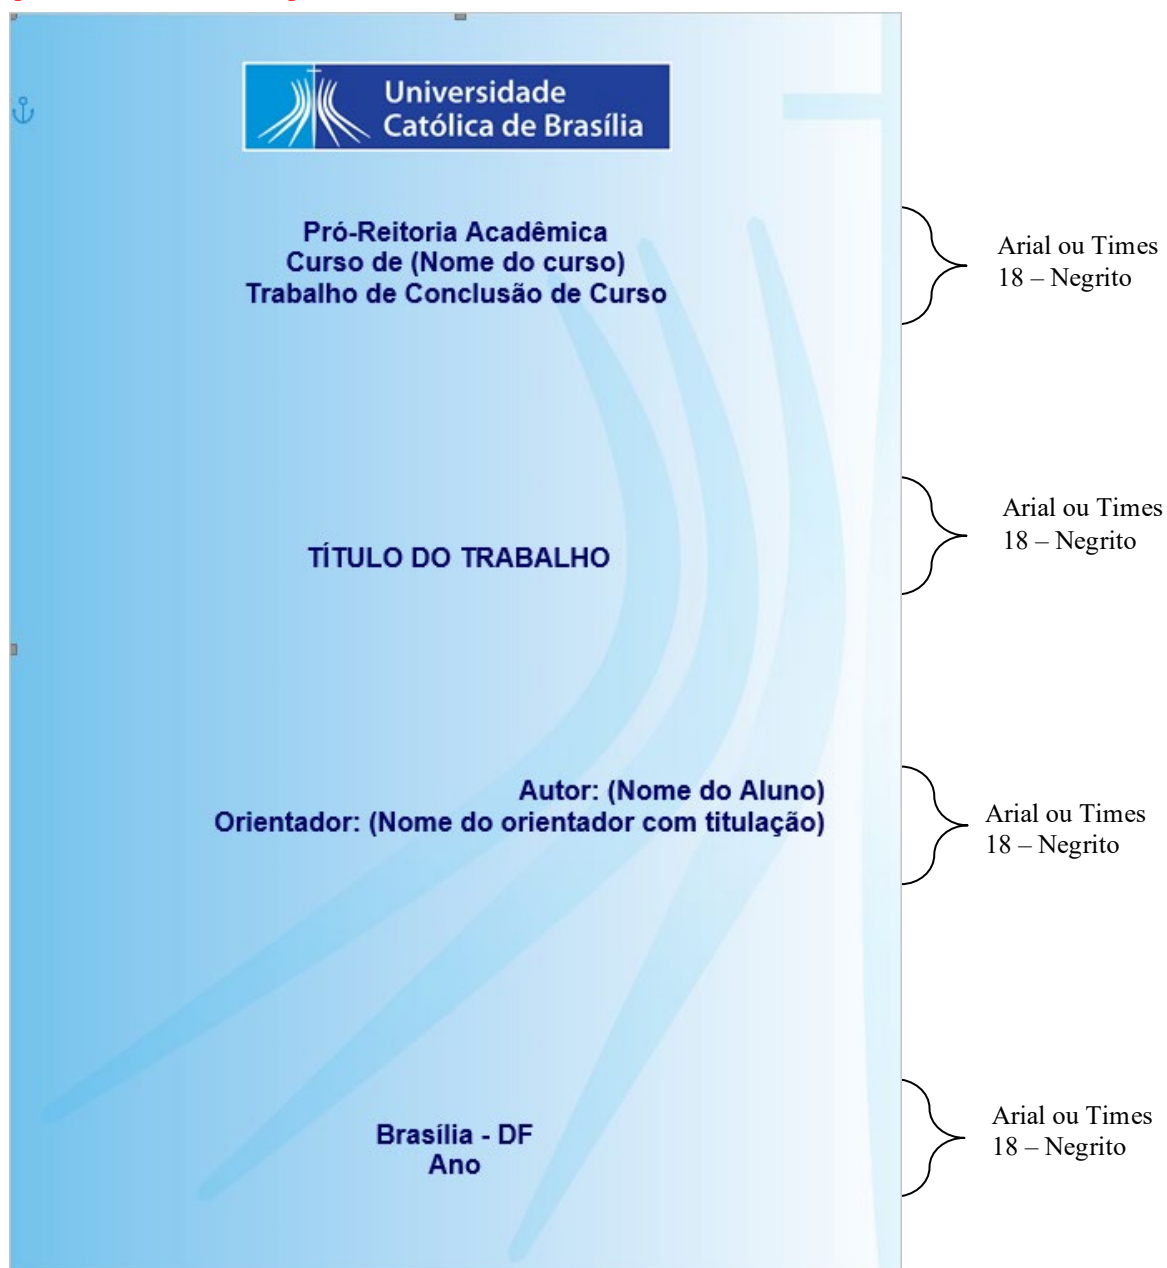 Universidade
Católica de Brasília
Pró-Reitoria Acadêmica
Curso de (Nome do curso)
Trabalho de Conclusão de Curso
Arial ou Times
18 – Negrito
TÍTULO DO TRABALHO
Arial ou Times
18 – Negrito
Autor: (Nome do Aluno)
Orientador: (Nome do orientador com titulação)
Arial ou Times
18 – Negrito
Brasília - DF
Ano
Arial ou Times
18 – Negrito